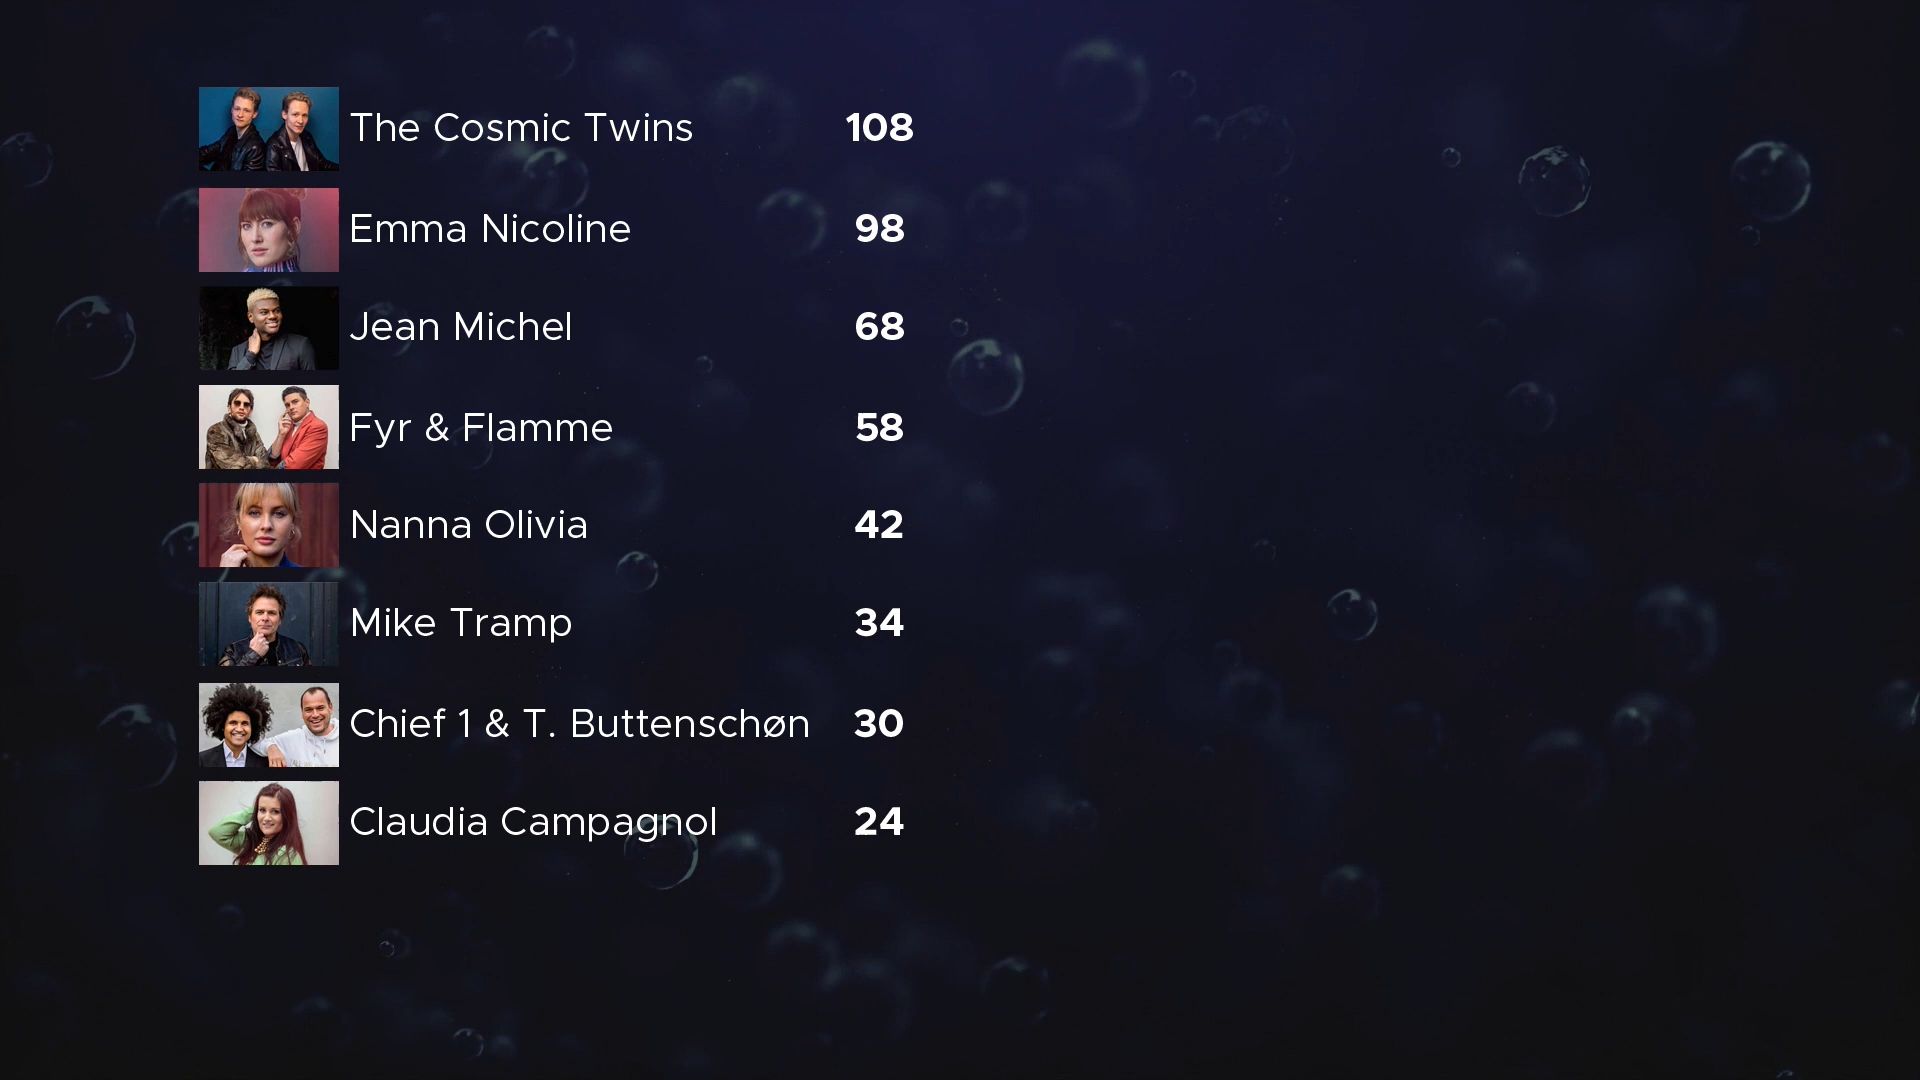 The Cosmic Twins 108
Emma Nicoline 98
Jean Michel 68
Fyr & Flamme 58
Nanna Olivia 42
Mike Tramp 34
Chief 1 & T. Buttenschøn 30
Claudia Campagnol 24